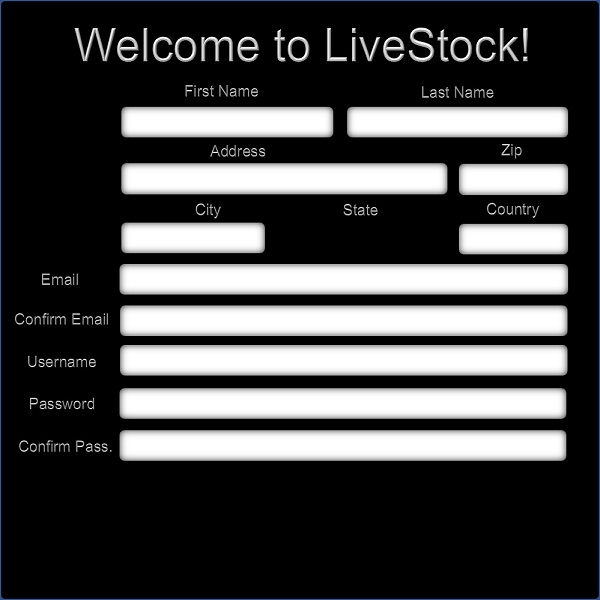 Welcome to LiveStock!
First Name Last Name
Address Zip
City State Country
Email
Confirm Email
Username
Password
Confirm Pass.